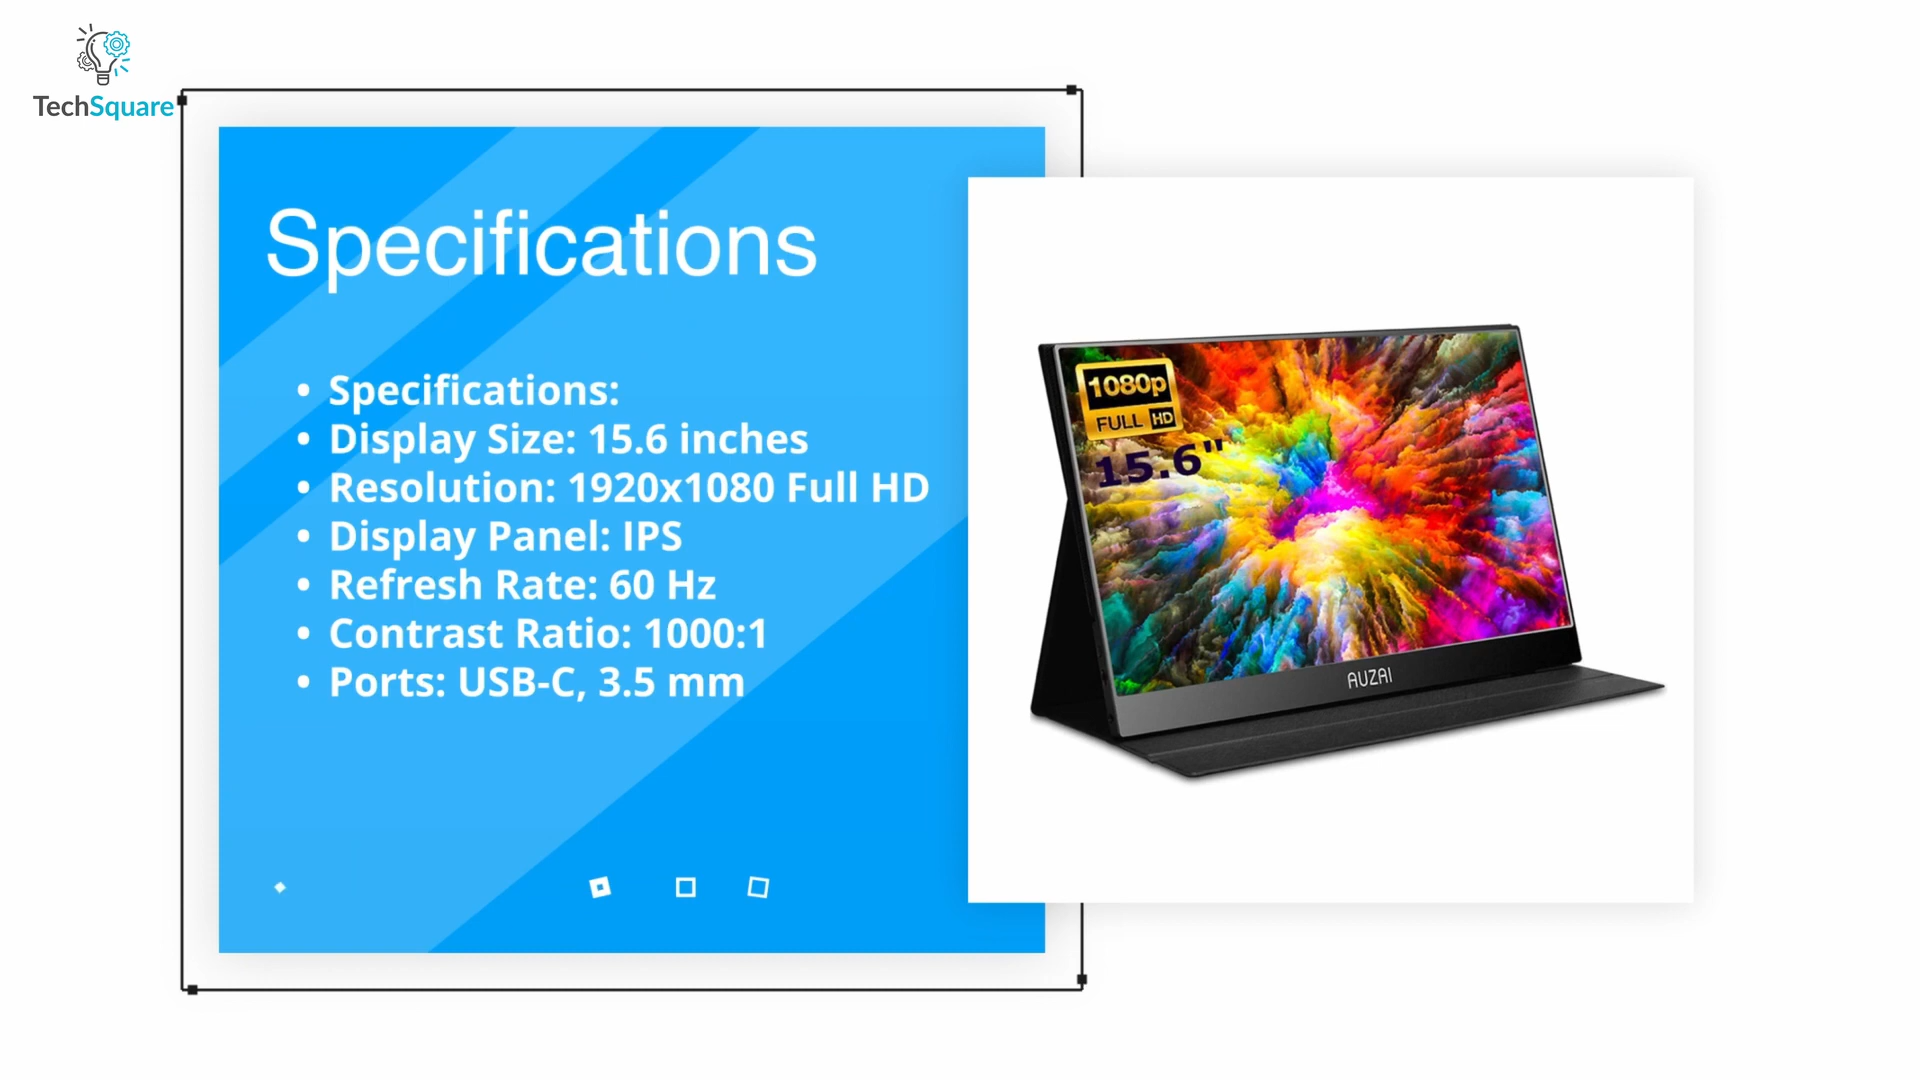 TechSquare
Specifications
• Specifications:
• Display Size: 15.6 inches
• Resolution: 1920x1080 Full HD
• Display Panel: IPS
• Refresh Rate: 60 Hz
• Contrast Ratio: 1000:1
• Ports: USB-C, 3.5 mm
1080p
FULL HD
15.6"
AUZAI